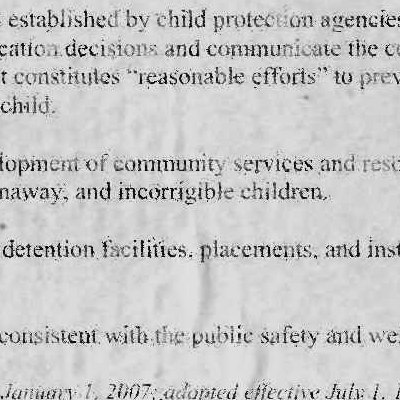 established by child protection agencies
cation decisions and communicate the
t constitutes “reasonable efforts” to prev
child.
lopment of community services and reso
naway, and incorrigible children.
detention facilities, placements, and inst
consistent with the public safety and we
January 1, 2007; adopted effective July 1,